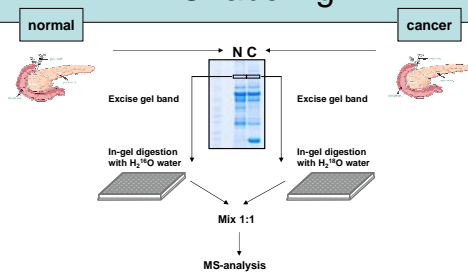 normal
cancer
N C
Excise gel band
Excise gel band
In-gel digestion
with H₂¹⁶O water
In-gel digestion
with H₂¹⁸O water
Mix 1:1
MS-analysis